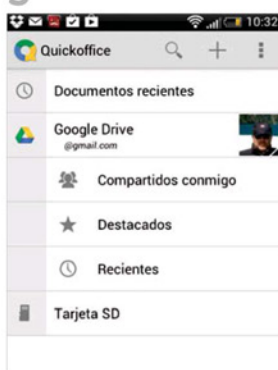 10:32
Quickoffice
Documentos recientes
Google Drive
@gmail.com
Compartidos conmigo
Destacados
Recientes
Tarjeta SD